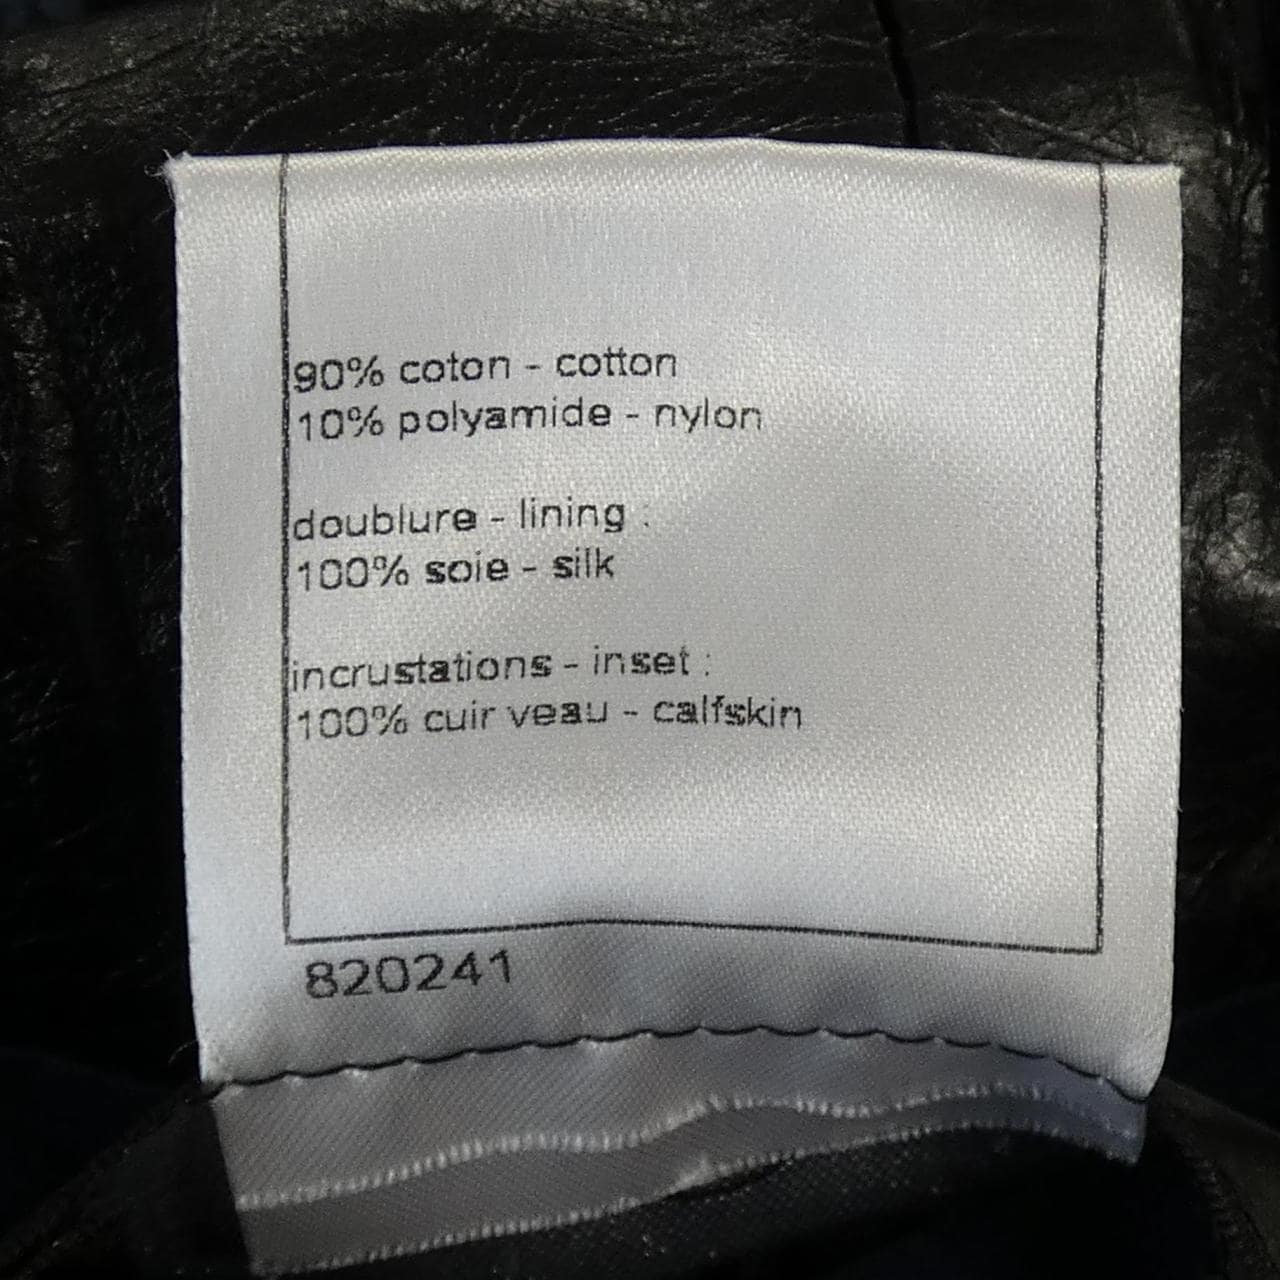 90% coton - cotton
10% polyamide - nylon
doublure - lining :
100% soie - silk
incrustations - inset :
100% cuir veau - calfskin
820241